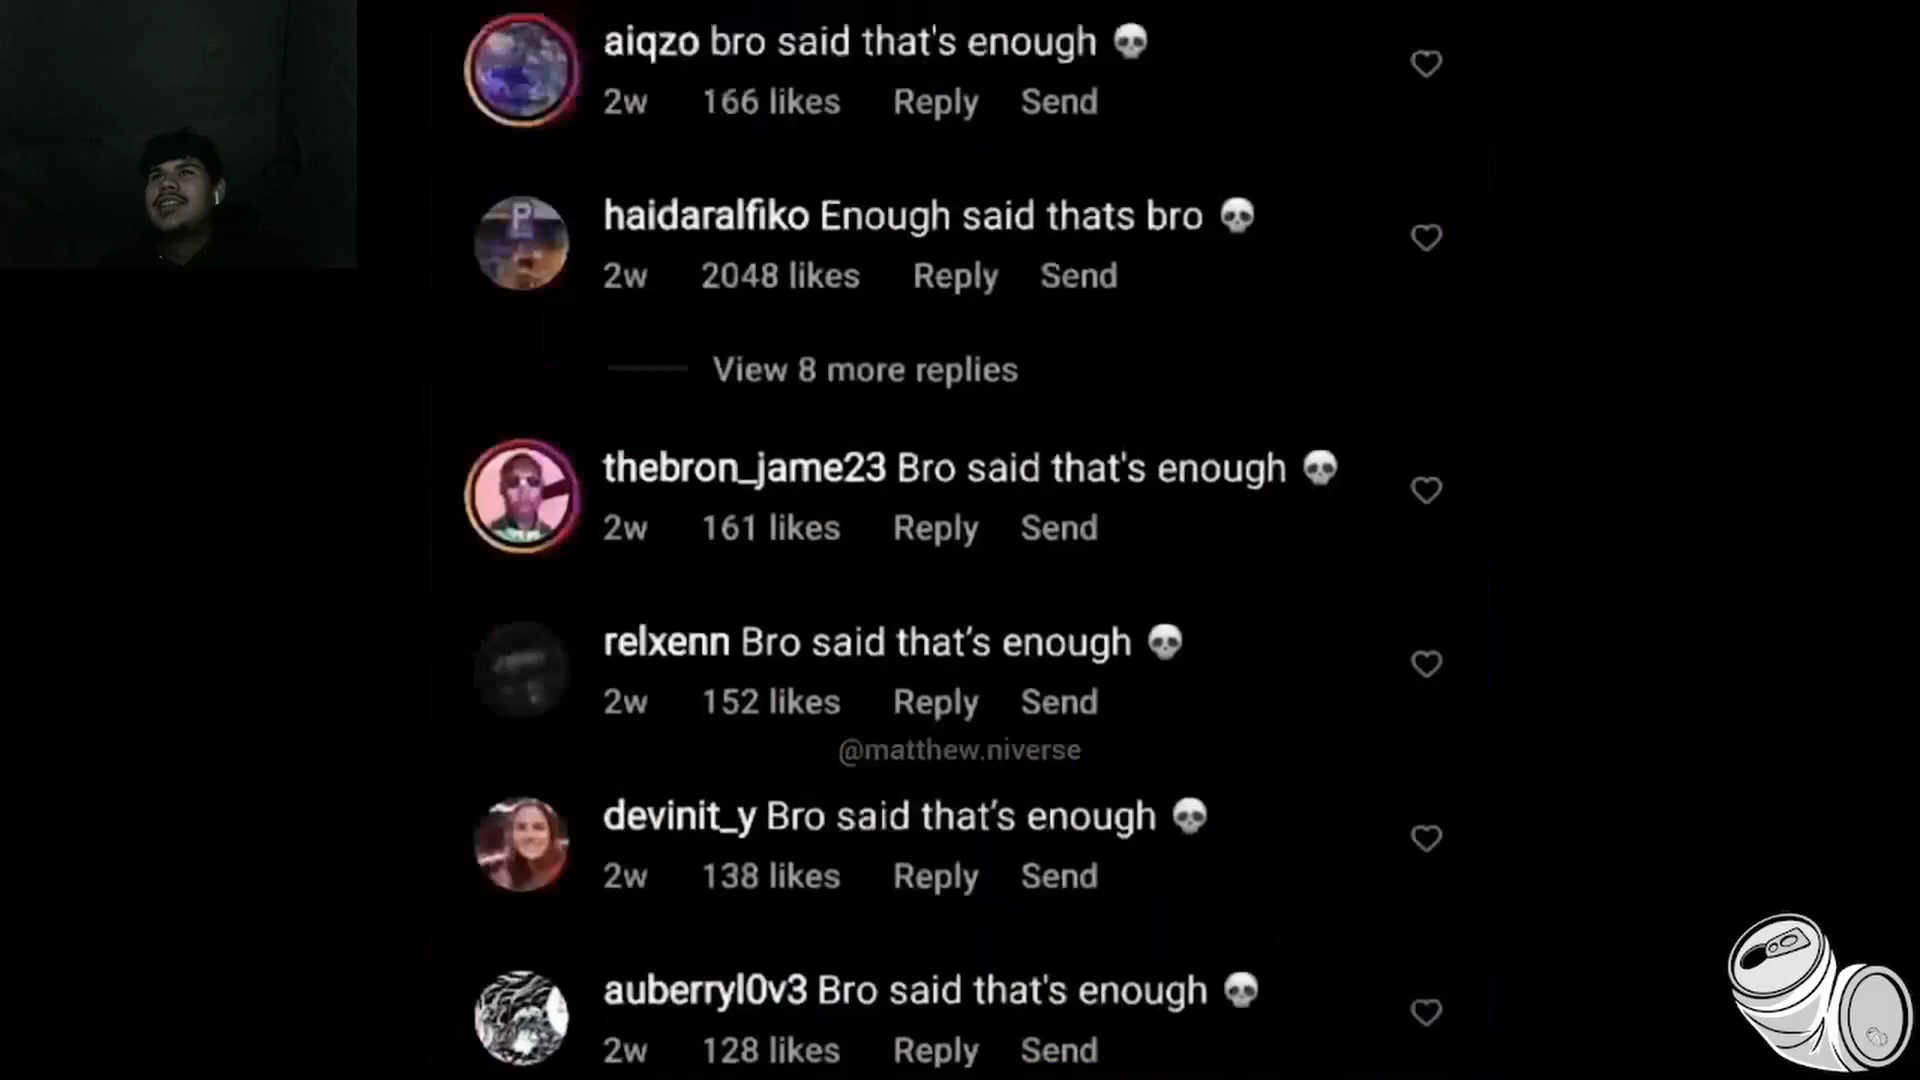 aiqzo bro said that's enough 💀
2w 166 likes Reply Send
haidaralfiko Enough said thats bro 💀
2w 2048 likes Reply Send
View 8 more replies
thebron_jame23 Bro said that's enough 💀
2w 161 likes Reply Send
relxenn Bro said that’s enough 💀
2w 152 likes Reply Send
@matthew.niverse
devinit_y Bro said that’s enough 💀
2w 138 likes Reply Send
auberryl0v3 Bro said that's enough 💀
2w 128 likes Reply Send